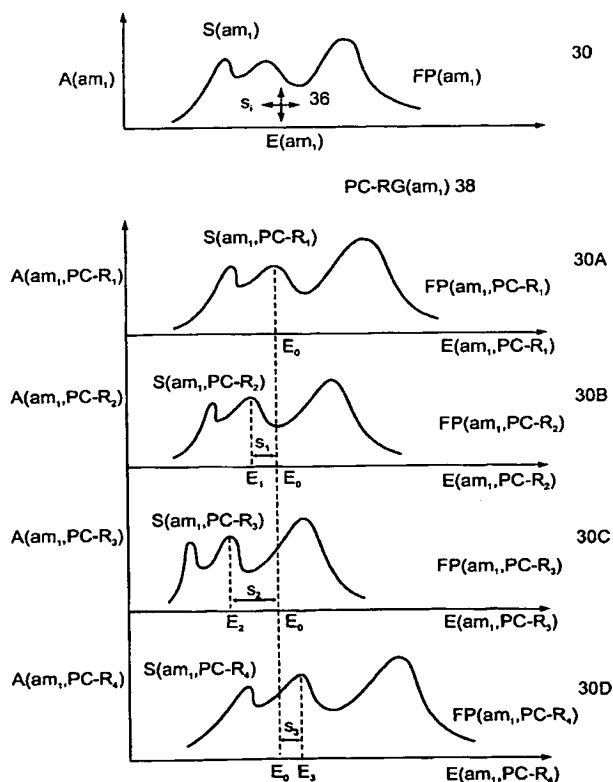 S(am₁)
30
A(am₁)
FP(am₁)
sᵢ 36
E(am₁)
PC-RG(am₁) 38
S(am₁,PC-R₁)
30A
A(am₁,PC-R₁)
FP(am₁,PC-R₁)
E₀
E(am₁,PC-R₁)
S(am₁,PC-R₂)
30B
A(am₁,PC-R₂)
FP(am₁,PC-R₂)
S₁
E₁ E₀
E(am₁,PC-R₂)
S(am₁,PC-R₃)
30C
A(am₁,PC-R₃)
FP(am₁,PC-R₃)
S₂
E₂ E₀
E(am₁,PC-R₃)
S(am₁,PC-R₄)
30D
A(am₁,PC-R₄)
FP(am₁,PC-R₄)
S₃
E₀ E₃
E(am₁,PC-R₄)